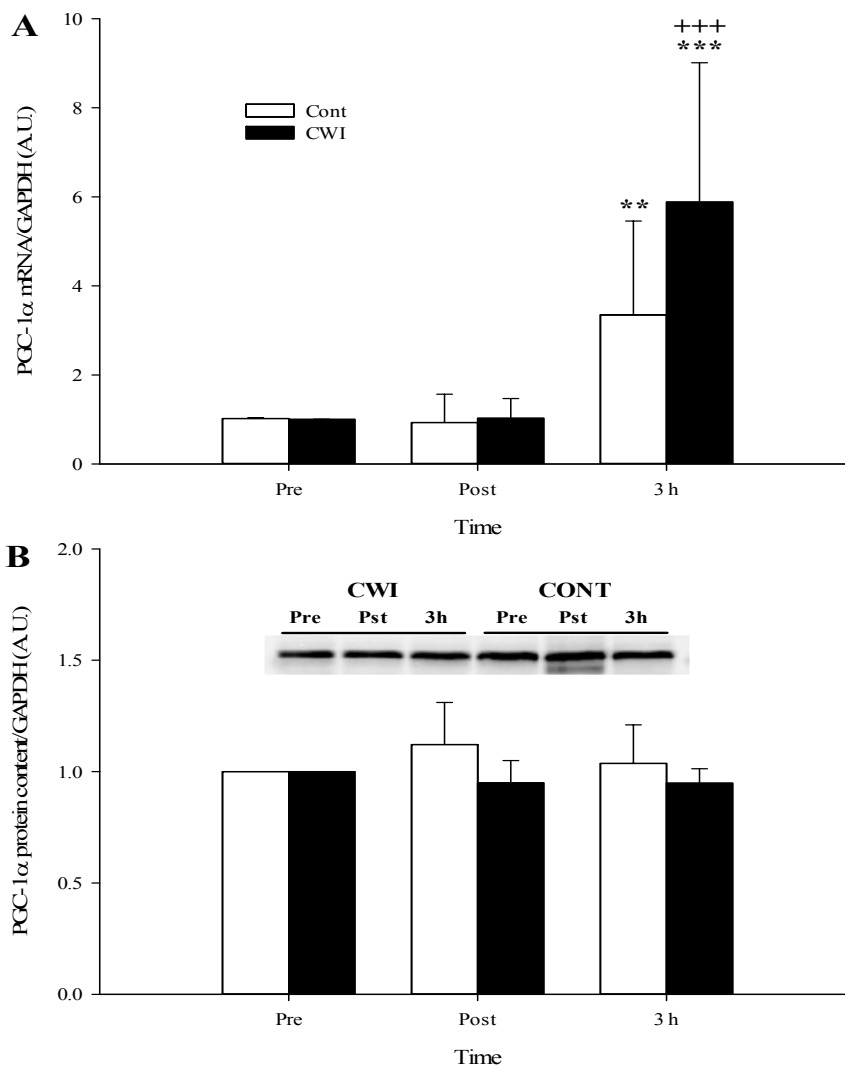 A
PGC-1α mRNA/GAPDH (A.U.)
10
8
6
4
2
0
Cont
CWI
**
+++
***
Pre Post 3 h
Time
B
PGC-1α protein content/GAPDH (A.U.)
2.0
1.5
1.0
0.5
0.0
CWI CONT
Pre Pst 3h Pre Pst 3h
Pre Post 3 h
Time